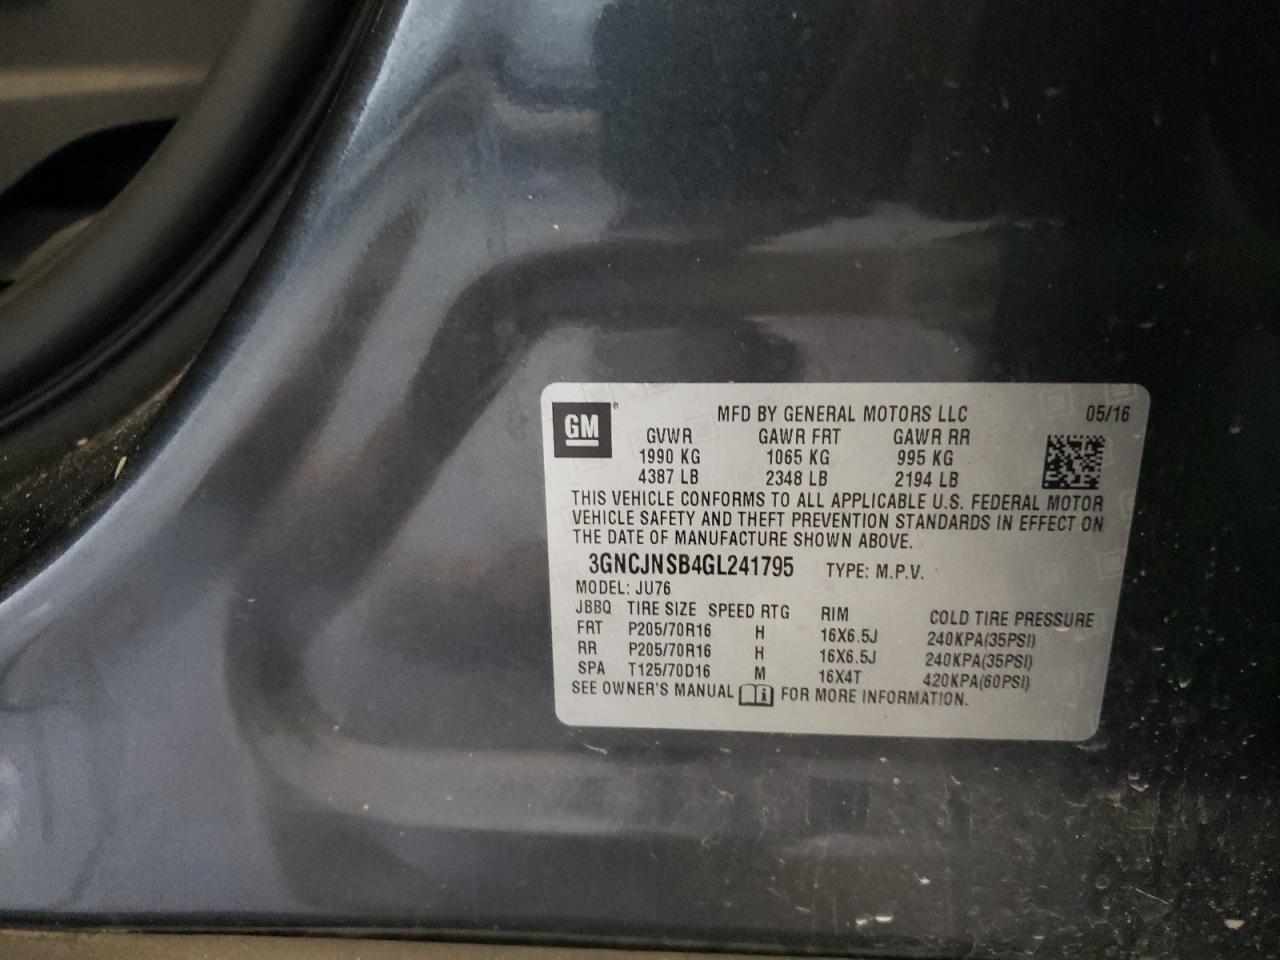 GM
MFD BY GENERAL MOTORS LLC 05/16
GVWR GAWR FRT GAWR RR
1990 KG 1065 KG 995 KG
4387 LB 2348 LB 2194 LB
THIS VEHICLE CONFORMS TO ALL APPLICABLE U.S. FEDERAL MOTOR
VEHICLE SAFETY AND THEFT PREVENTION STANDARDS IN EFFECT ON
THE DATE OF MANUFACTURE SHOWN ABOVE.
3GNCJNSB4GL241795 TYPE: M.P.V.
MODEL: JU76
JBBQ TIRE SIZE SPEED RTG RIM COLD TIRE PRESSURE
FRT P205/70R16 H 16X6.5J 240KPA(35PSI)
RR P205/70R16 H 16X6.5J 240KPA(35PSI)
SPA T125/70D16 M 16X4T 420KPA(60PSI)
SEE OWNER'S MANUAL FOR MORE INFORMATION.